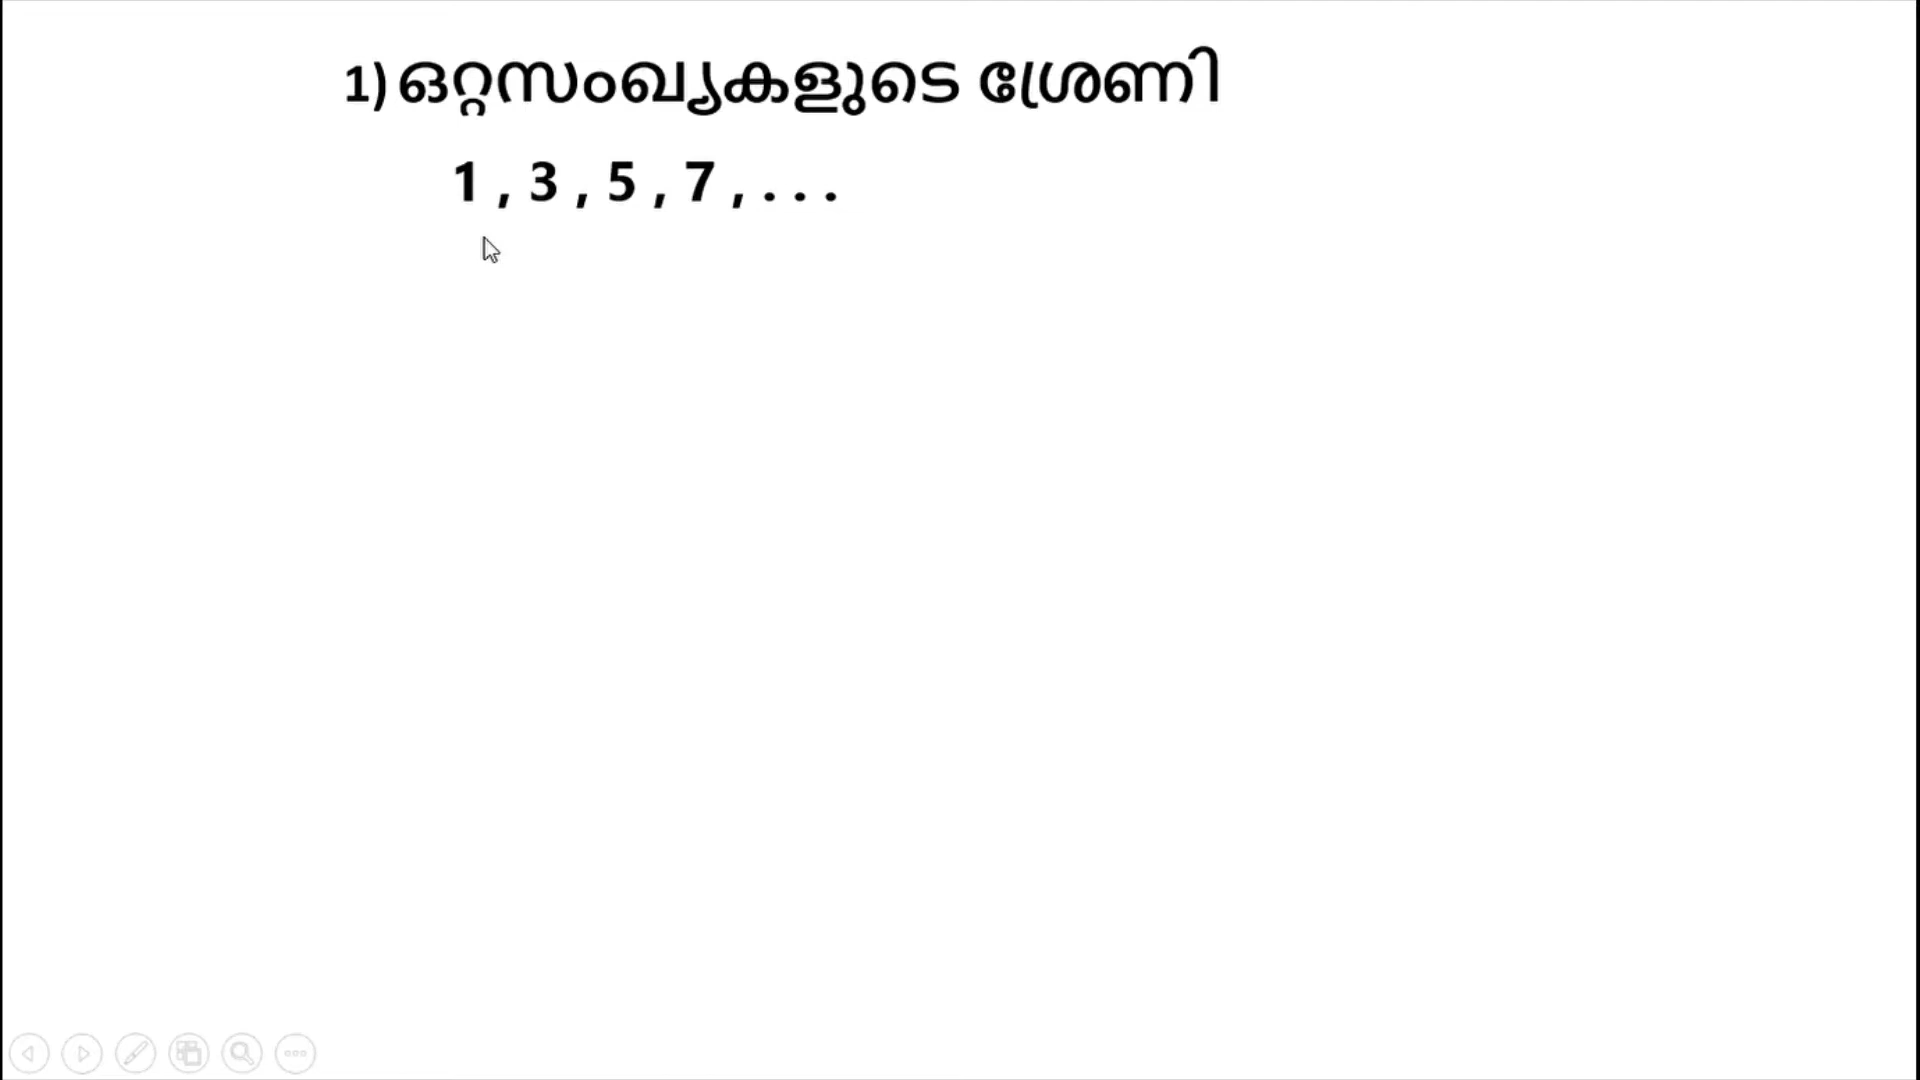 1) ഒറ്റസംഖ്യകളുടെ ശ്രേണി
1 , 3 , 5 , 7 , . . .